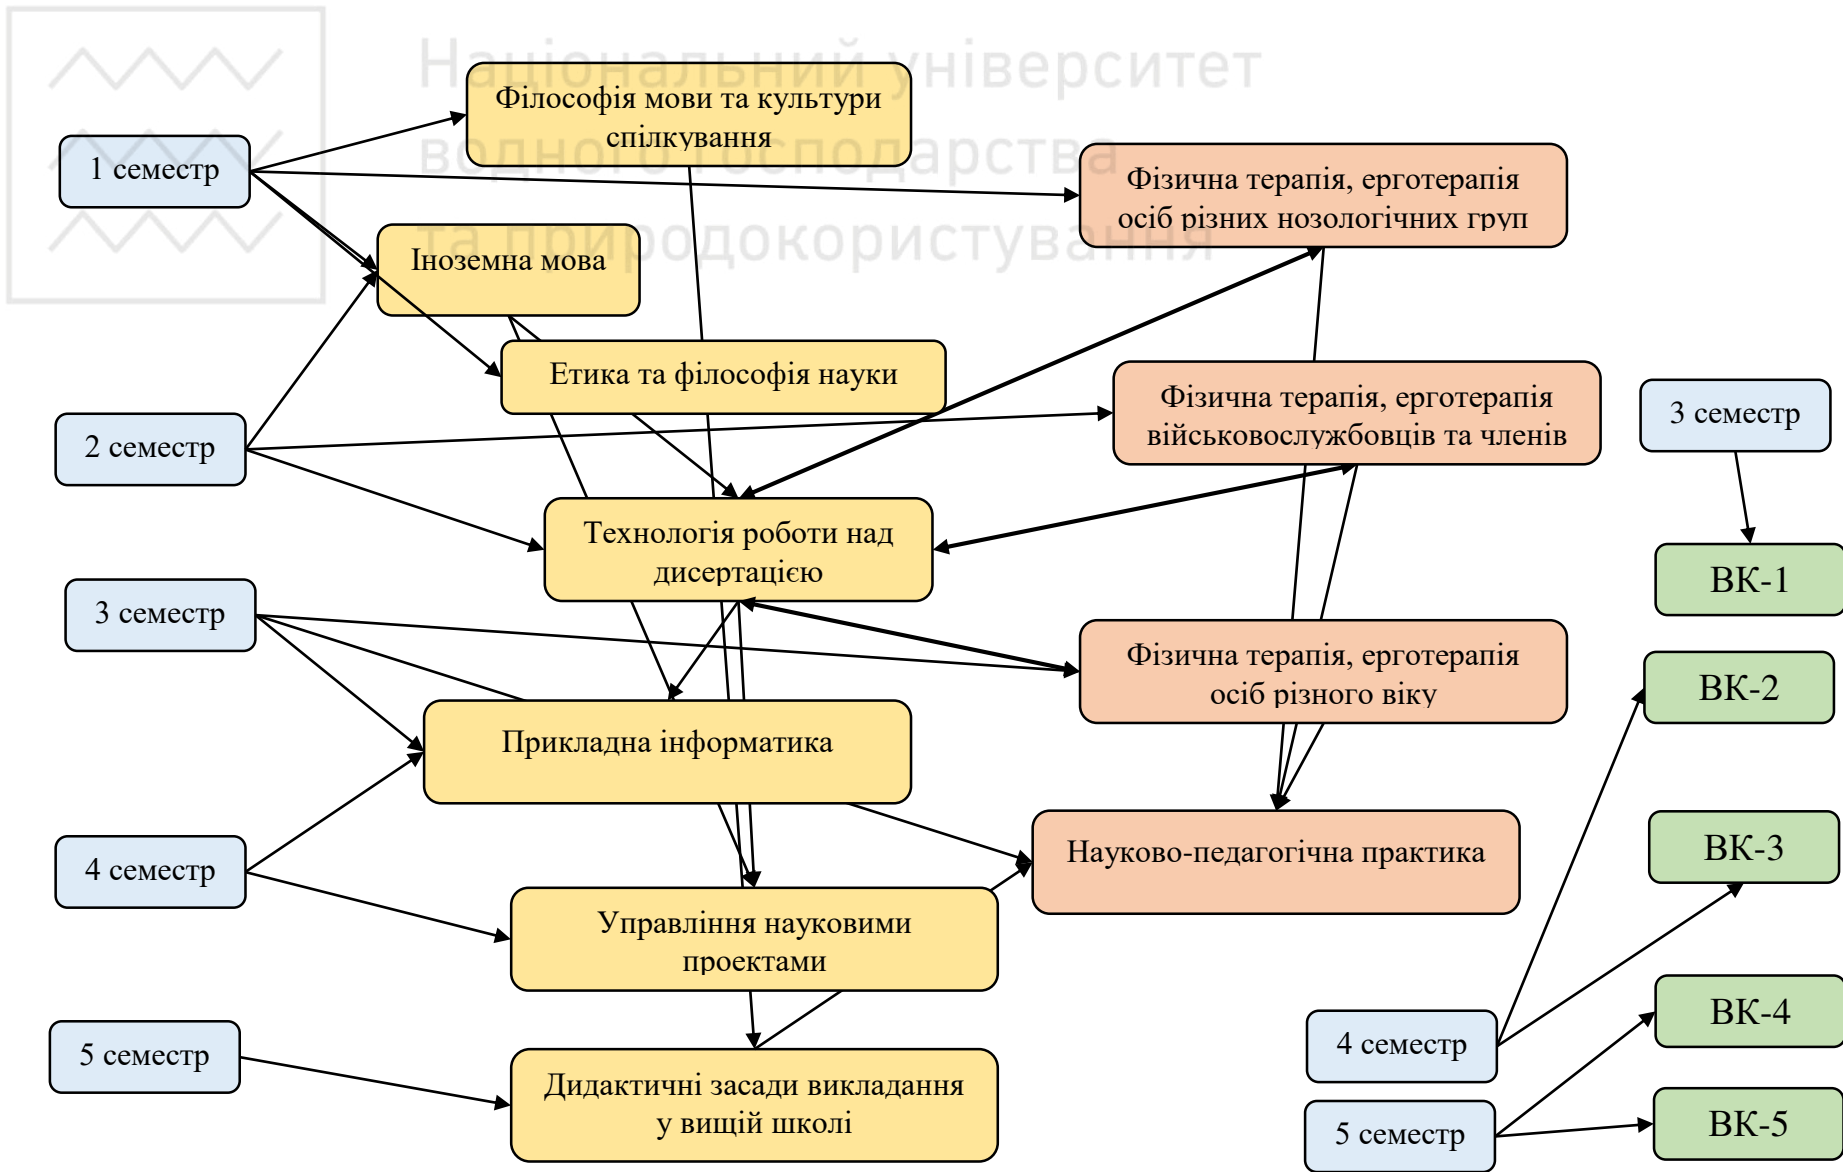 Національний університет
водного господарства
та природокористування
Філософія мови та культури
спілкування
1 семестр
Фізична терапія, ерготерапія
осіб різних нозологічних груп
Іноземна мова
Етика та філософія науки
Фізична терапія, ерготерапія
військовослужбовців та членів
3 семестр
2 семестр
Технологія роботи над
дисертацією
ВК-1
3 семестр
Фізична терапія, ерготерапія
осіб різного віку
ВК-2
Прикладна інформатика
4 семестр
Науково-педагогічна практика
ВК-3
Управління науковими
проектами
ВК-4
4 семестр
5 семестр
Дидактичні засади викладання
у вищій школі
5 семестр
ВК-5